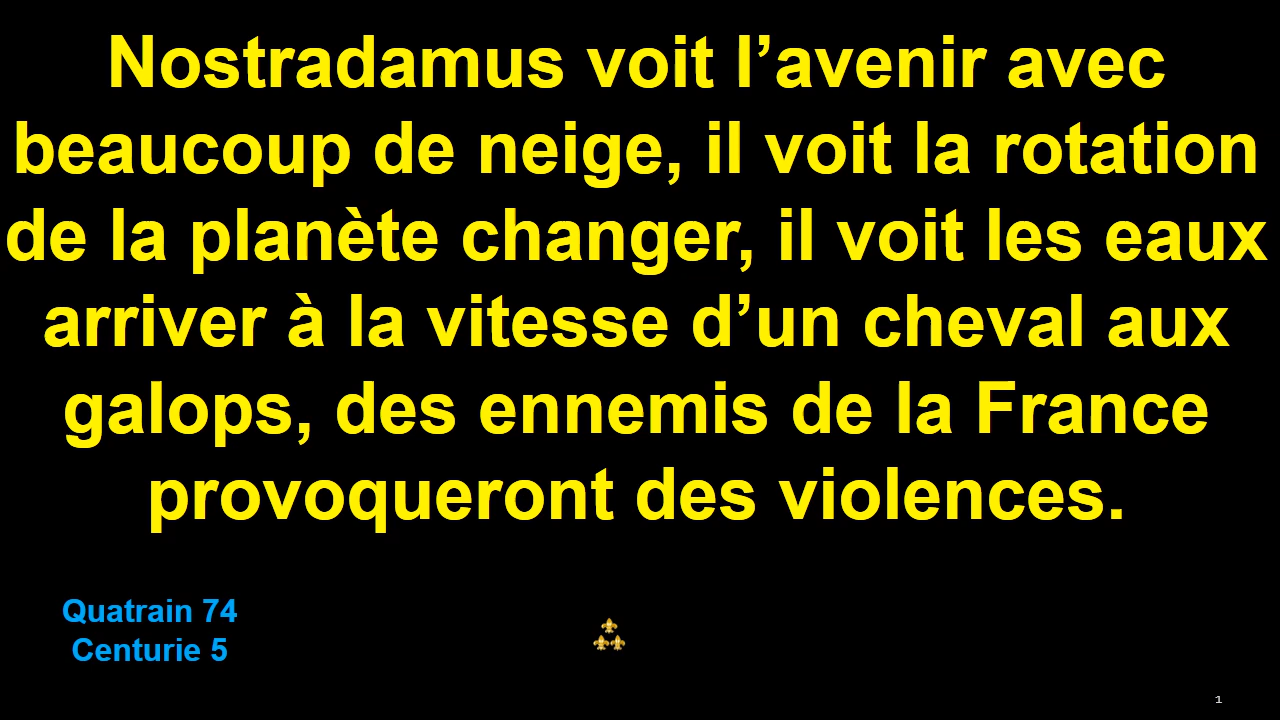 Nostradamus voit l’avenir avec
beaucoup de neige, il voit la rotation
de la planète changer, il voit les eaux
arriver à la vitesse d’un cheval aux
galops, des ennemis de la France
provoqueront des violences.
Quatrain 74
Centurie 5
1